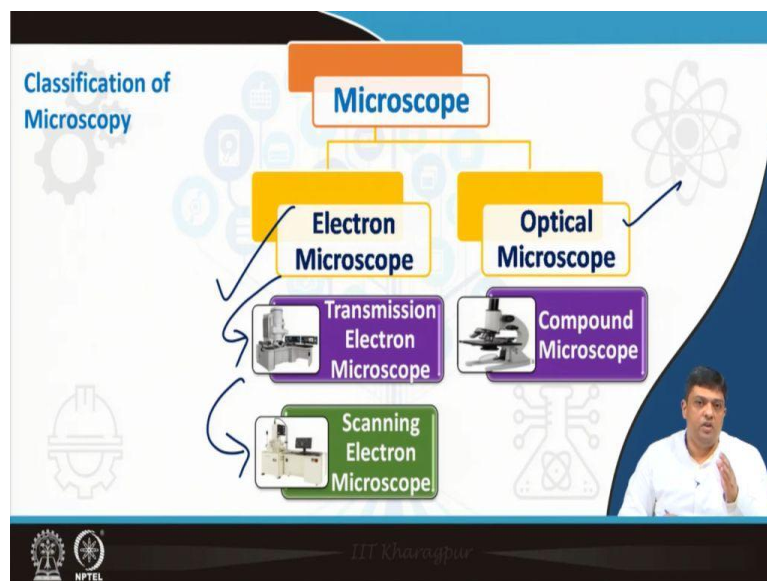 Classification of
Microscopy
Microscope
Electron
Microscope
Optical
Microscope
Transmission
Electron
Microscope
Compound
Microscope
Scanning
Electron
Microscope
IIT Kharagpur
NPTEL